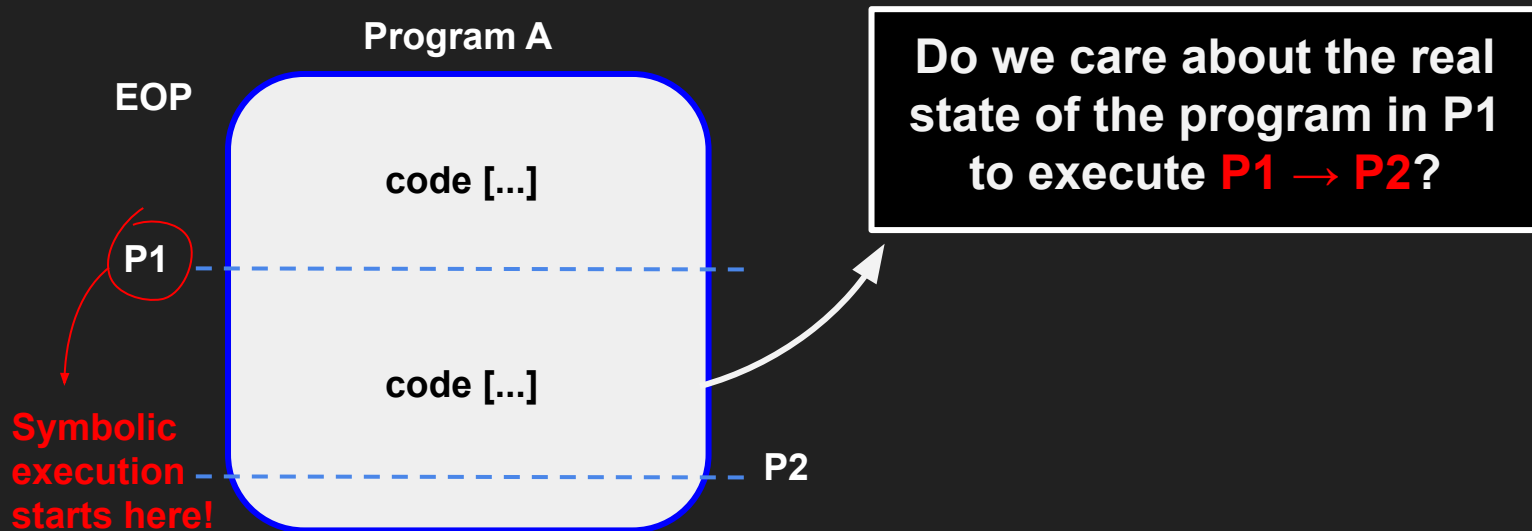 Program A
EOP
Do we care about the real
state of the program in P1
to execute P1 → P2?
code [...]
P1
code [...]
Symbolic
execution
starts here!
P2